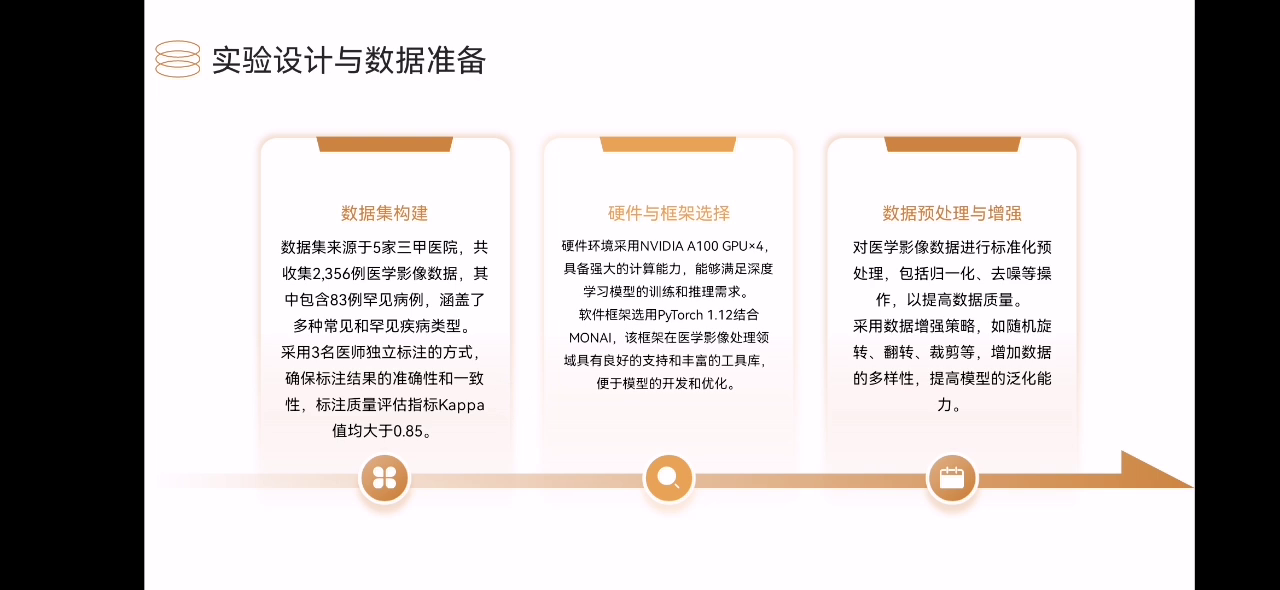 实验设计与数据准备
数据集构建
数据集来源于5家三甲医院，共
收集2,356例医学影像数据，其
中包含83例罕见病例，涵盖了
多种常见和罕见疾病类型。
采用3名医师独立标注的方式，
确保标注结果的准确性和一致
性，标注质量评估指标Kappa
值均大于0.85。
硬件与框架选择
硬件环境采用NVIDIA A100 GPU×4，
具备强大的计算能力，能够满足深度
学习模型的训练和推理需求。
软件框架选用PyTorch 1.12结合
MONAI，该框架在医学影像处理领
域具有良好的支持和丰富的工具库，
便于模型的开发和优化。
数据预处理与增强
对医学影像数据进行标准化预
处理，包括归一化、去噪等操
作，以提高数据质量。
采用数据增强策略，如随机旋
转、翻转、裁剪等，增加数据
的多样性，提高模型的泛化能
力。